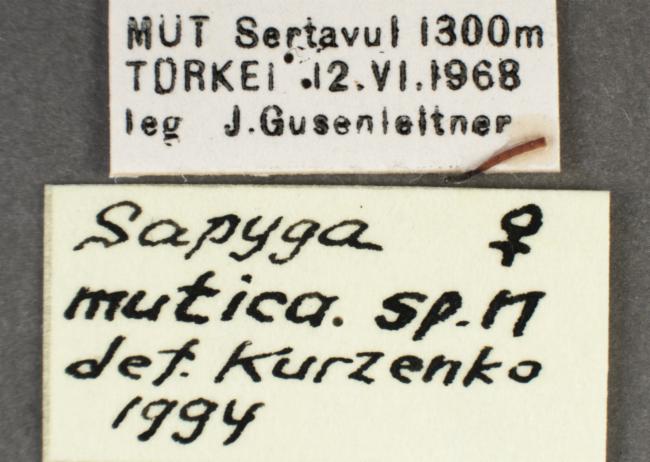 MUT Sertavul 1300m
TÜRKEI 12.VI.1968
leg J.Gusenleitner
Sapyga ♀
mutica. sp.n
det. Kurzenko
1994